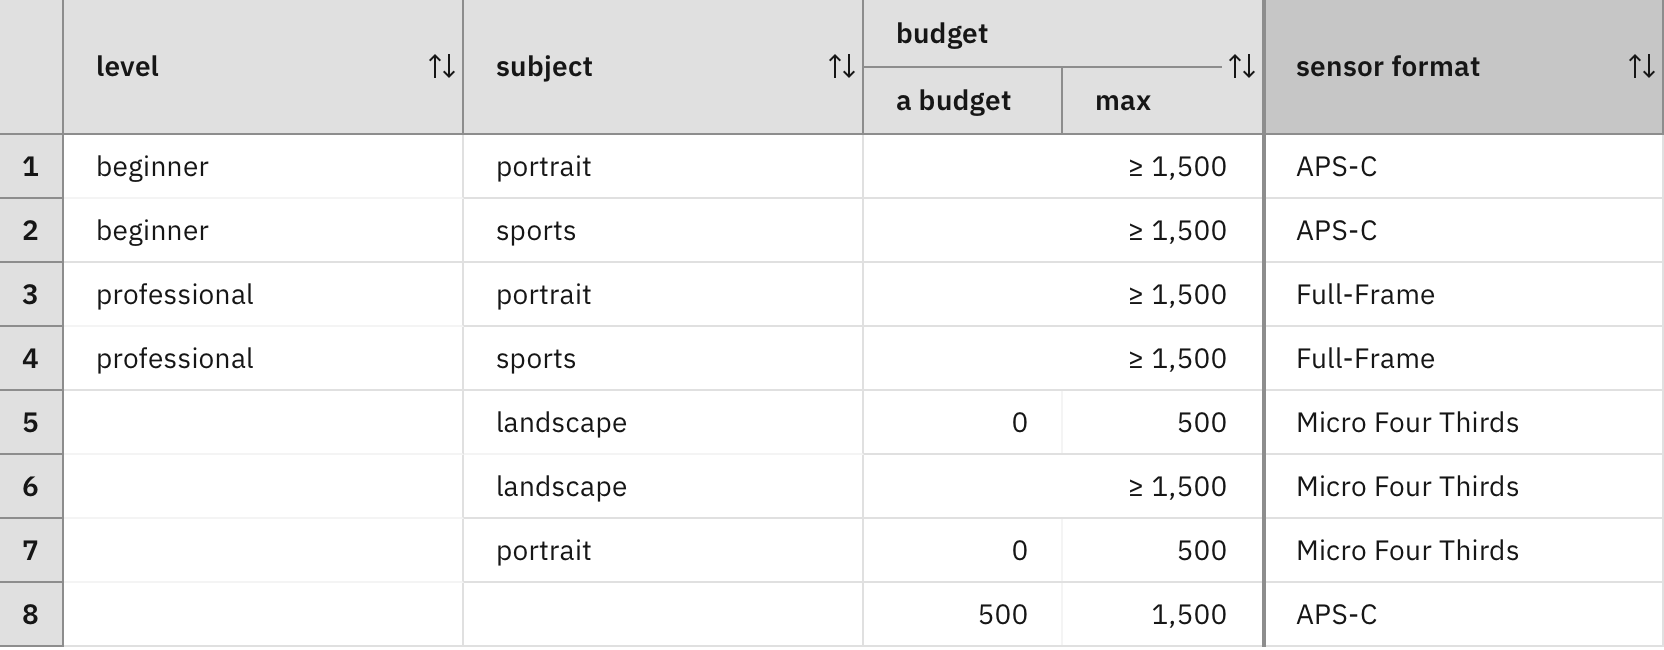 level ↑↓ subject ↑↓ budget ↑↓ sensor format ↑↓
a budget max
1 beginner portrait ≥ 1,500 APS-C
2 beginner sports ≥ 1,500 APS-C
3 professional portrait ≥ 1,500 Full-Frame
4 professional sports ≥ 1,500 Full-Frame
5 landscape 0 500 Micro Four Thirds
6 landscape ≥ 1,500 Micro Four Thirds
7 portrait 0 500 Micro Four Thirds
8 500 1,500 APS-C